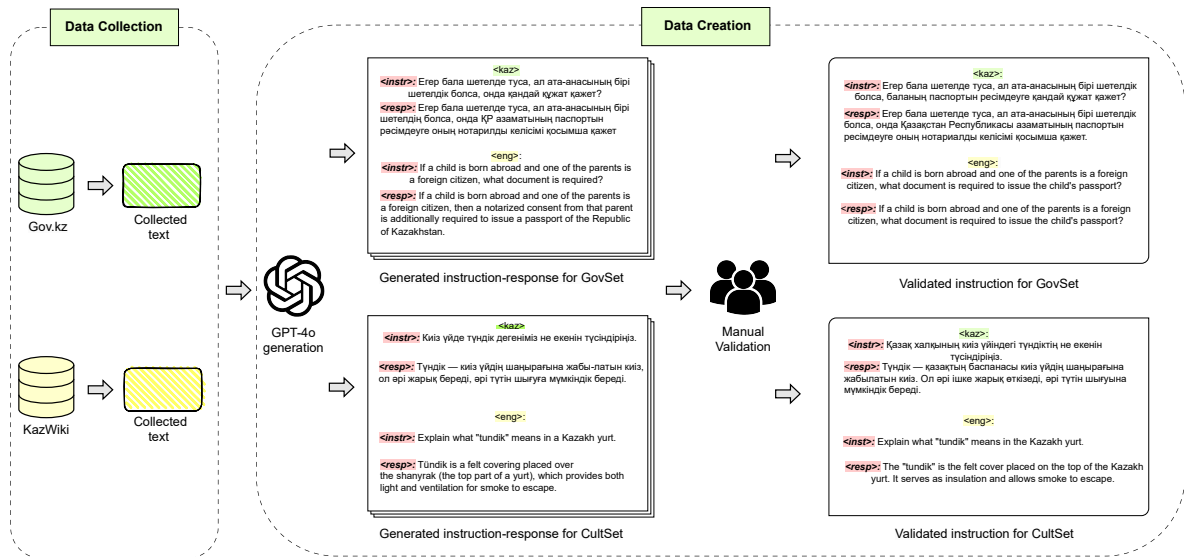 Data Collection
Data Creation
Gov.kz
Collected
text
KazWiki
Collected
text
GPT-4o
generation
<kaz>
<instr>: Егер бала шетелде туса, ал ата-анасының бірі
шетелдік болса, онда қандай құжат қажет?
<resp>: Егер бала шетелде туса, ал ата-анасының бірі
шетелдің болса, онда ҚР азаматының паспортын
рәсімдеуге оның нотарилды келісімі қосымша қажет
<eng>:
<instr>: If a child is born abroad and one of the parents is
a foreign citizen, what document is required?
<resp>: If a child is born abroad and one of the parents is
a foreign citizen, then a notarized consent from that parent
is additionally required to issue a passport of the Republic
of Kazakhstan.
Generated instruction-response for GovSet
<kaz>
<instr>: Киіз үйде түндік дегеніміз не екенін түсіндіріңіз.
<resp>: Түндік — киіз үйдің шаңырағына жабы-латын киіз,
ол әрі жарық береді, әрі түтін шығуға мүмкіндік береді.
<eng>:
<instr>: Explain what "tundik" means in a Kazakh yurt.
<resp>: Tündik is a felt covering placed over
the shanyrak (the top part of a yurt), which provides both
light and ventilation for smoke to escape.
Generated instruction-response for CultSet
Manual
Validation
<kaz>:
<instr>: Егер бала шетелде туса, ал ата-анасының бірі шетелдік
болса, баланың паспортын ресімдеуге қандай құжат қажет?
<resp>: Егер бала шетелде туса, ал ата-анасының бірі шетелдік
болса, онда Қазақстан Республикасы азаматының паспортын
ресімдеуге оның нотариалды келісімі қосымша қажет.
<eng>:
<inst>: If a child is born abroad and one of the parents is a foreign
citizen, what document is required to issue the child's passport?
<resp>: If a child is born abroad and one of the parents is a foreign
citizen, what document is required to issue the child's passport?
Validated instruction for GovSet
<kaz>:
<instr>: Қазақ халқының киіз үйіндегі түндіктің не екенін
түсіндіріңіз.
<resp>: Түндік — қазақтың баспанасы киіз үйдің шаңырағына
жабылатын киіз. Ол әрі ішке жарық өткізеді, әрі түтін шығуына
мүмкіндік береді.
<eng>:
<inst>: Explain what "tundik" means in the Kazakh yurt.
<resp>: The "tundik" is the felt cover placed on the top of the Kazakh
yurt. It serves as insulation and allows smoke to escape.
Validated instruction for CultSet